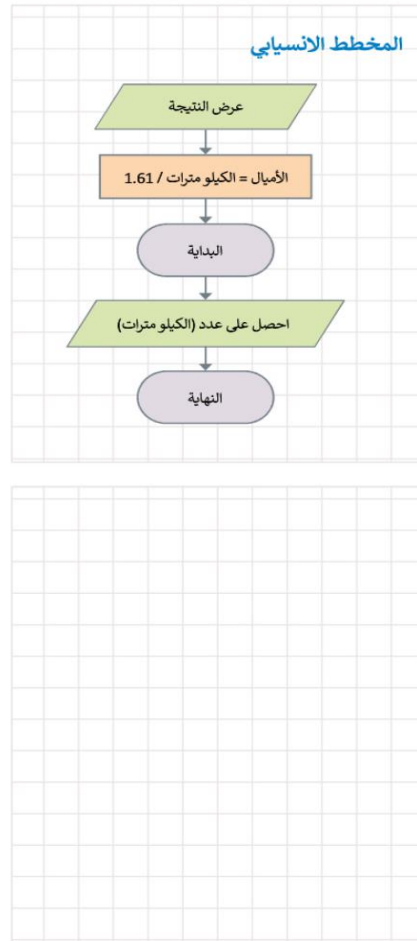 المخطط الانسيابي
عرض النتيجة
الأميال = الكيلو مترات / 1.61
البداية
احصل على عدد (الكيلو مترات)
النهاية